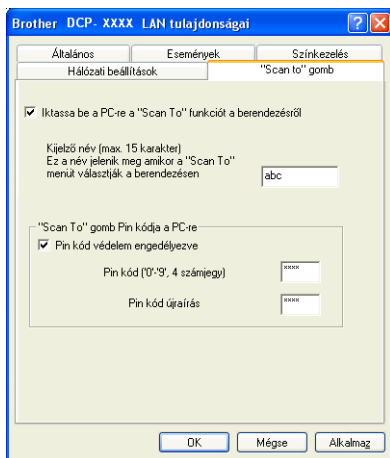 Brother DCP- XXXX LAN tulajdonságai
Általános Események Színkezelés
Hálózati beállítások "Scan to" gomb
Iktassa be a PC-re a "Scan To" funkciót a berendezésről
Kijelző név (max. 15 karakter)
Ez a név jelenik meg amikor a "Scan To"
menüt választják a berendezésen
abc
"Scan To" gomb Pin kódja a PC-re
Pin kód védelem engedélyezve
Pin kód ('0'-'9', 4 számjegy) ****
Pin kód újraírás ****
OK Mégse Alkalmaz